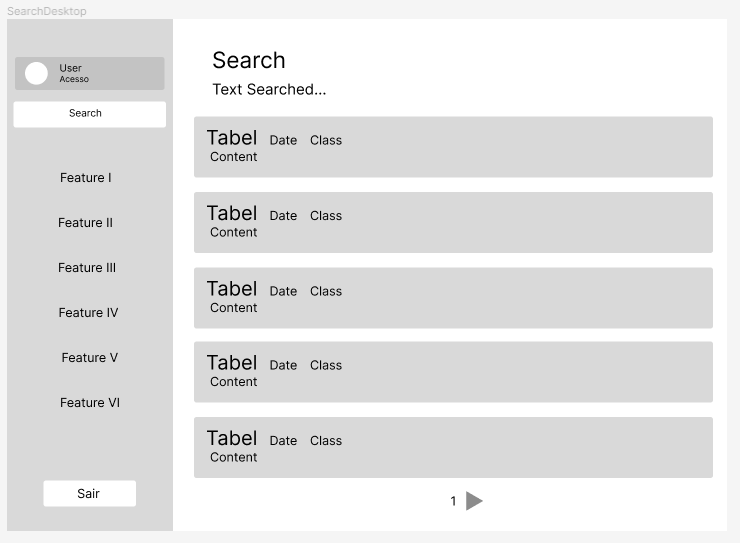 SearchDesktop
User
Acesso
Search
Feature I
Feature II
Feature III
Feature IV
Feature V
Feature VI
Sair
Search
Text Searched...
Tabel Date Class
Content
Tabel Date Class
Content
Tabel Date Class
Content
Tabel Date Class
Content
Tabel Date Class
Content
1